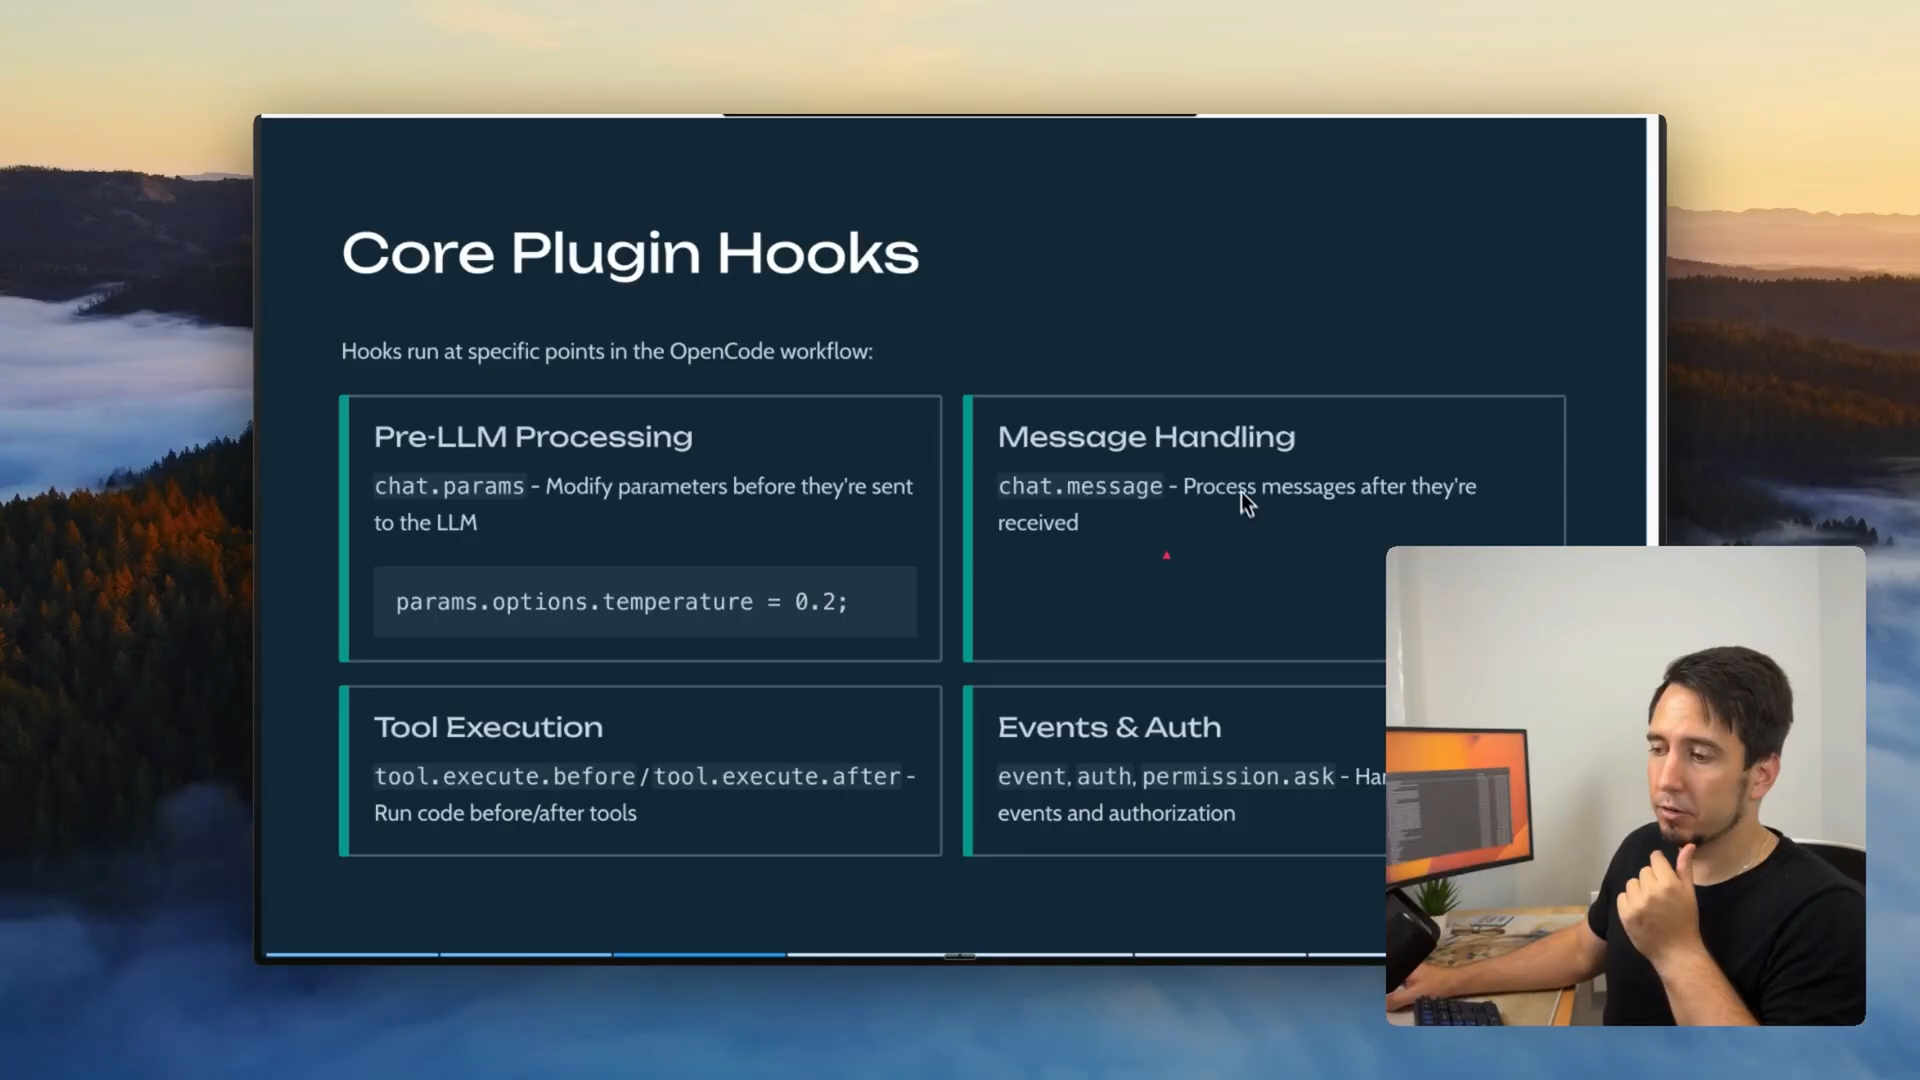 Core Plugin Hooks
Hooks run at specific points in the OpenCode workflow:
Pre-LLM Processing
chat.params - Modify parameters before they're sent
to the LLM
params.options.temperature = 0.2;
Message Handling
chat.message - Process messages after they're
received
Tool Execution
tool.execute.before / tool.execute.after -
Run code before/after tools
Events & Auth
event, auth, permission.ask -
events and authorization